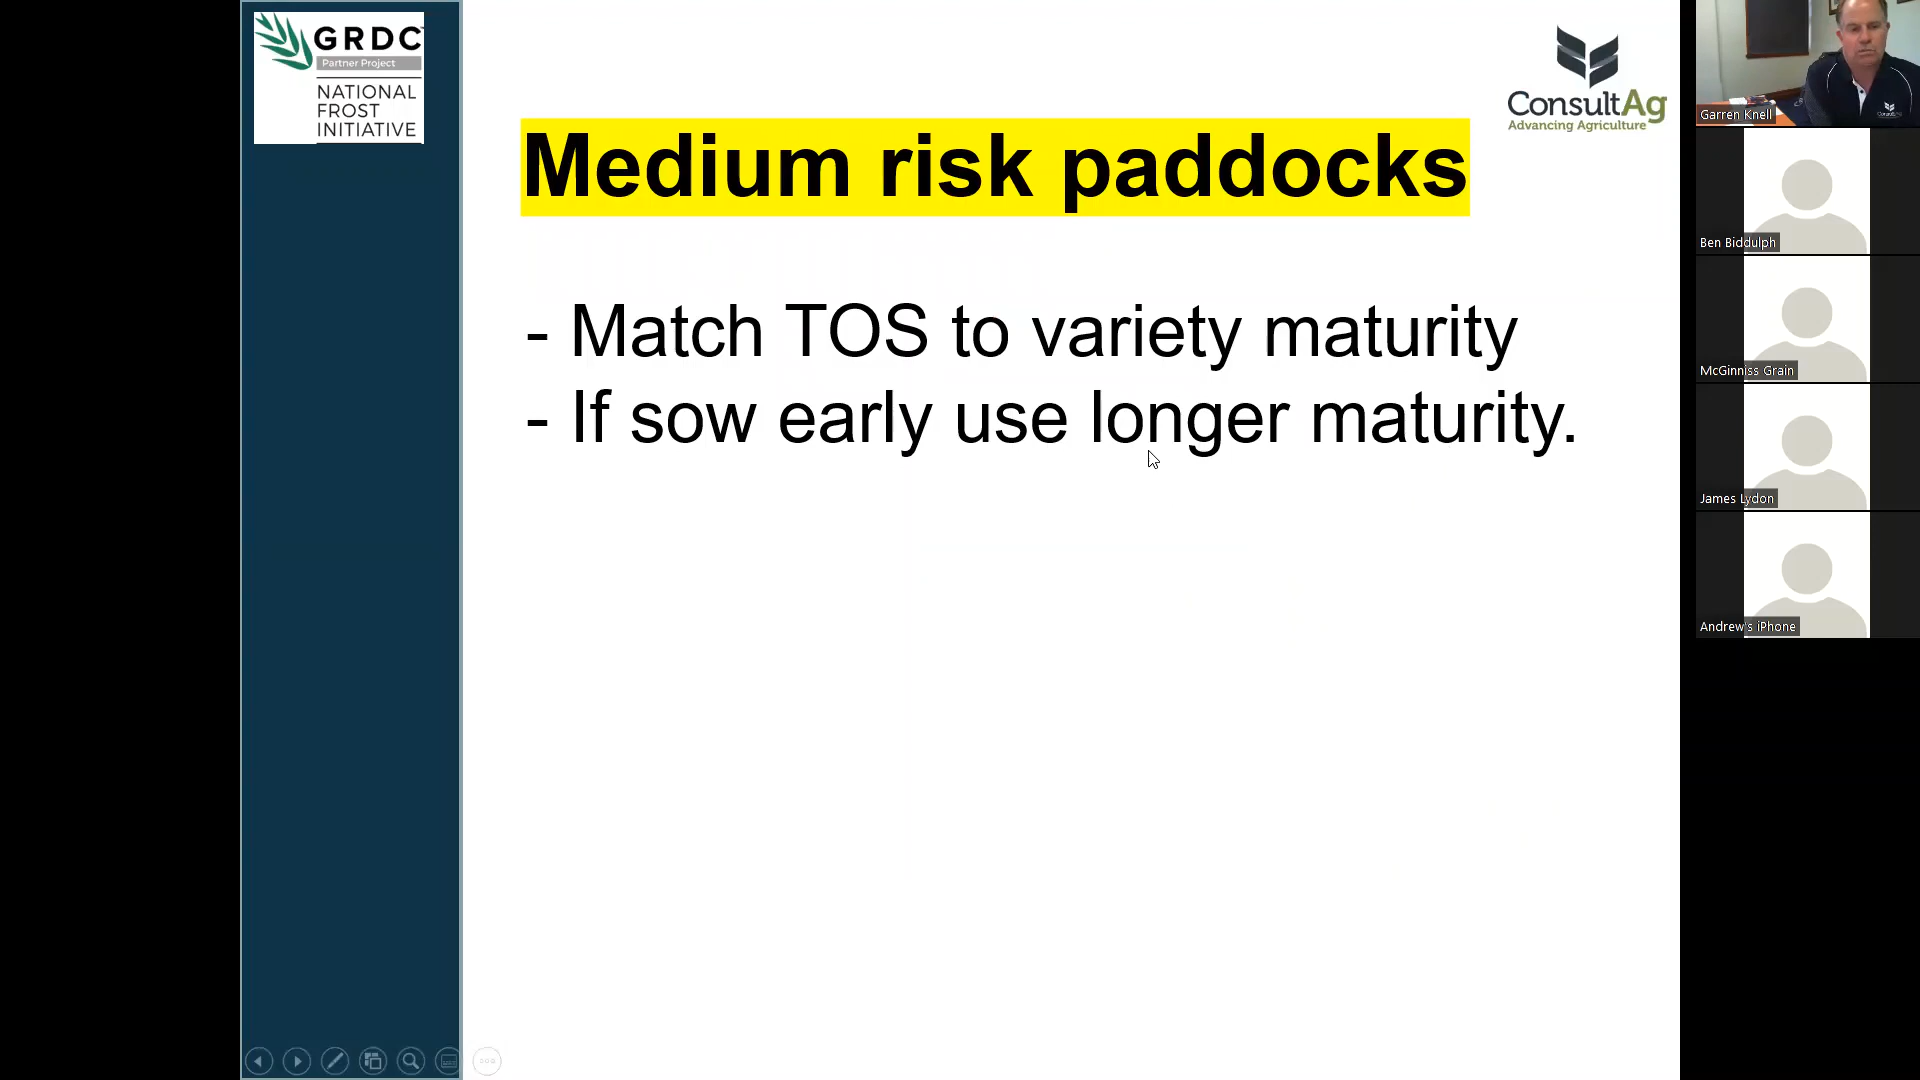 GRDC
Partner Project
NATIONAL
FROST
INITIATIVE
ConsultAg
Advancing Agriculture
Medium risk paddocks
- Match TOS to variety maturity
- If sow early use longer maturity.
Garren Knell
Ben Biddulph
McGinniss Grain
James Lydon
Andrew's iPhone